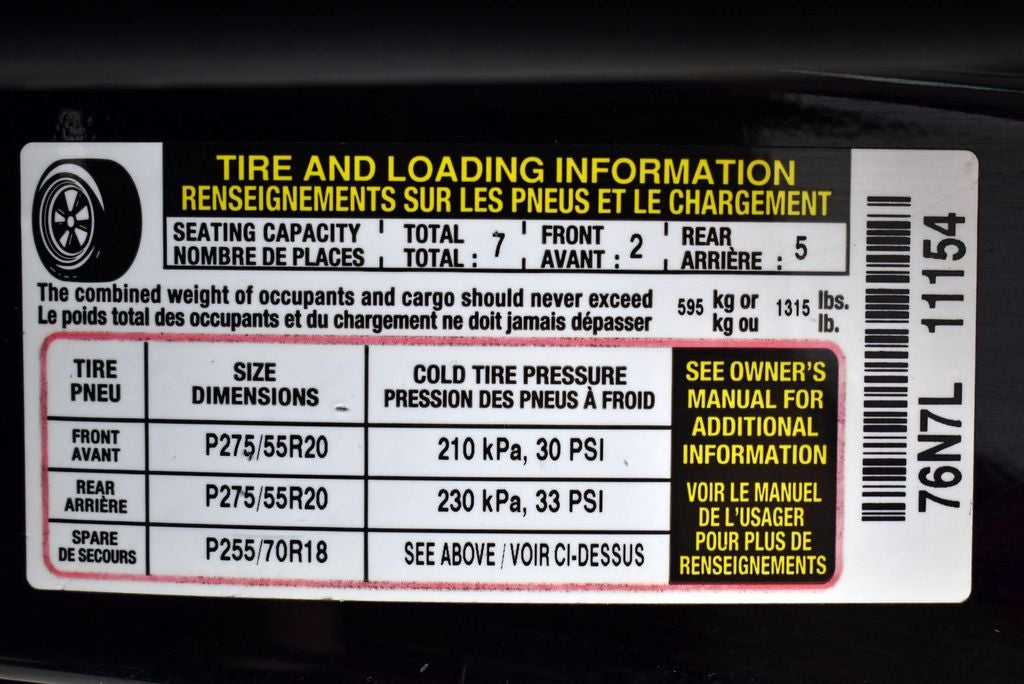 TIRE AND LOADING INFORMATION
RENSEIGNEMENTS SUR LES PNEUS ET LE CHARGEMENT
SEATING CAPACITY TOTAL 7 FRONT 2 REAR 5
NOMBRE DE PLACES TOTAL : AVANT : ARRIÈRE :
The combined weight of occupants and cargo should never exceed 595 kg or 1315 lbs.
Le poids total des occupants et du chargement ne doit jamais dépasser kg ou lb.
TIRE SIZE COLD TIRE PRESSURE
PNEU DIMENSIONS PRESSION DES PNEUS À FROID
FRONT
AVANT P275/55R20 210 kPa, 30 PSI
REAR
ARRIÈRE P275/55R20 230 kPa, 33 PSI
SPARE
DE SECOURS P255/70R18 SEE ABOVE / VOIR CI-DESSUS
SEE OWNER'S
MANUAL FOR
ADDITIONAL
INFORMATION
VOIR LE MANUEL
DE L'USAGER
POUR PLUS DE
RENSEIGNEMENTS
76N7L 11154